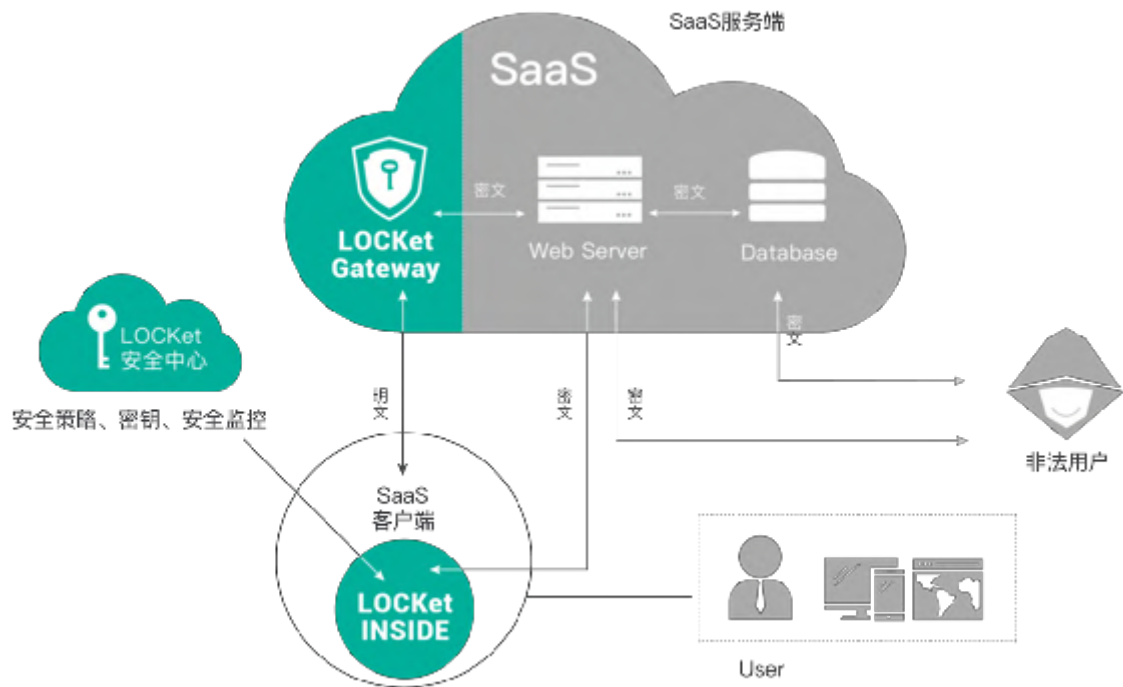 SaaS服务端
SaaS
密文
密文
LOCKet
Gateway
Web Server
Database
密文
LOCKet
安全中心
安全策略、密钥、安全监控
明文
密文
密文
非法用户
SaaS
客户端
LOCKet
INSIDE
User